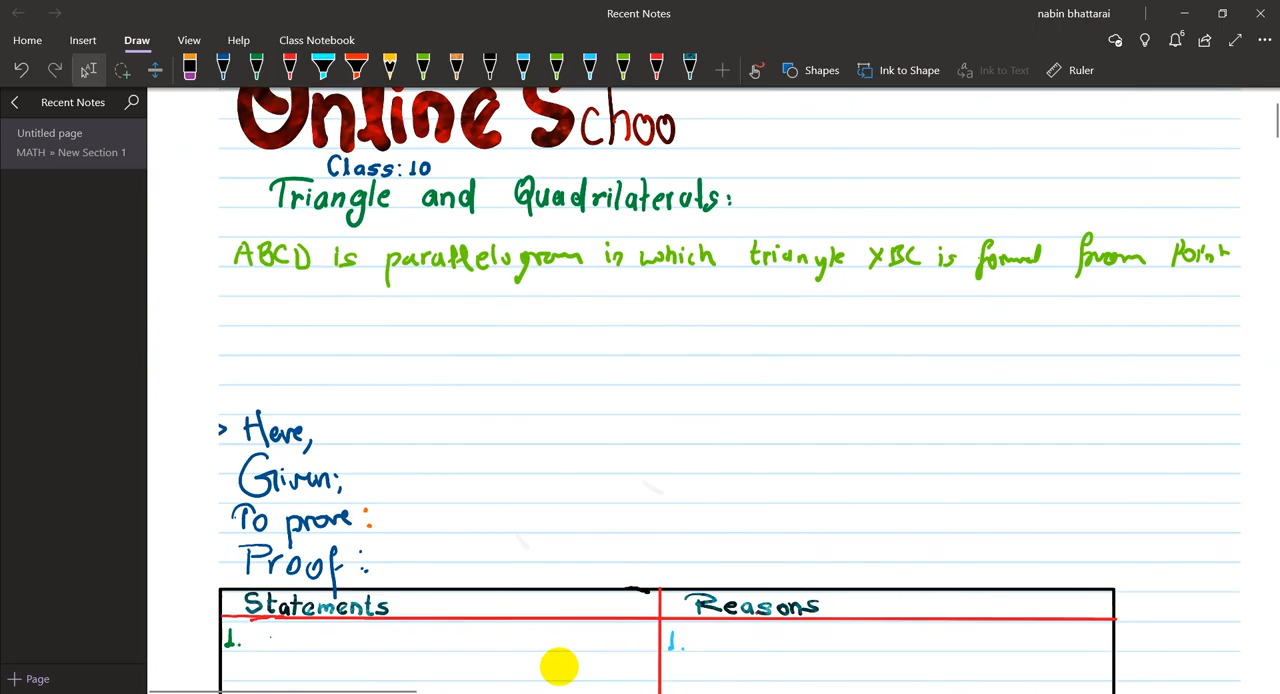 Recent Notes
nabin bhattarai
Home Insert Draw View Help Class Notebook
6
Shapes Ink to Shape Ink to Text Ruler
Recent Notes
Untitled page
MATH » New Section 1
Page
Online Schoo
Class: 10
Triangle and Quadrilaterals:
ABCD is parallelogram in which triangle XBC is formed from Point
Here,
Given;
To prove :
Proof :
Statements Reasons
1. 1.